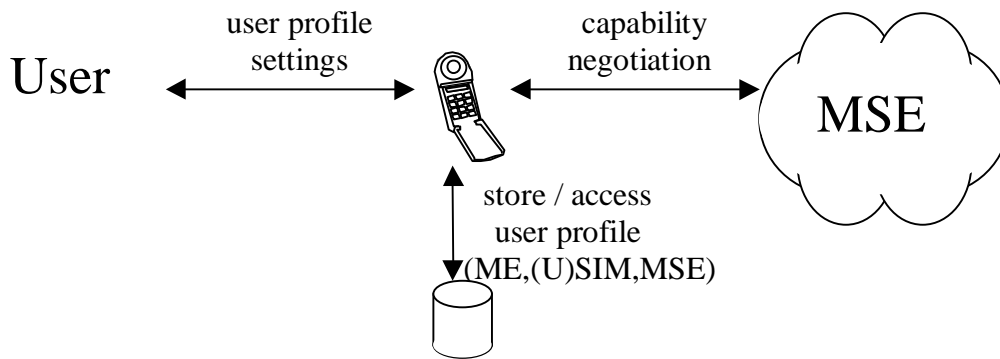 User
user profile
settings
capability
negotiation
MSE
store / access
user profile
(ME,(U)SIM,MSE)